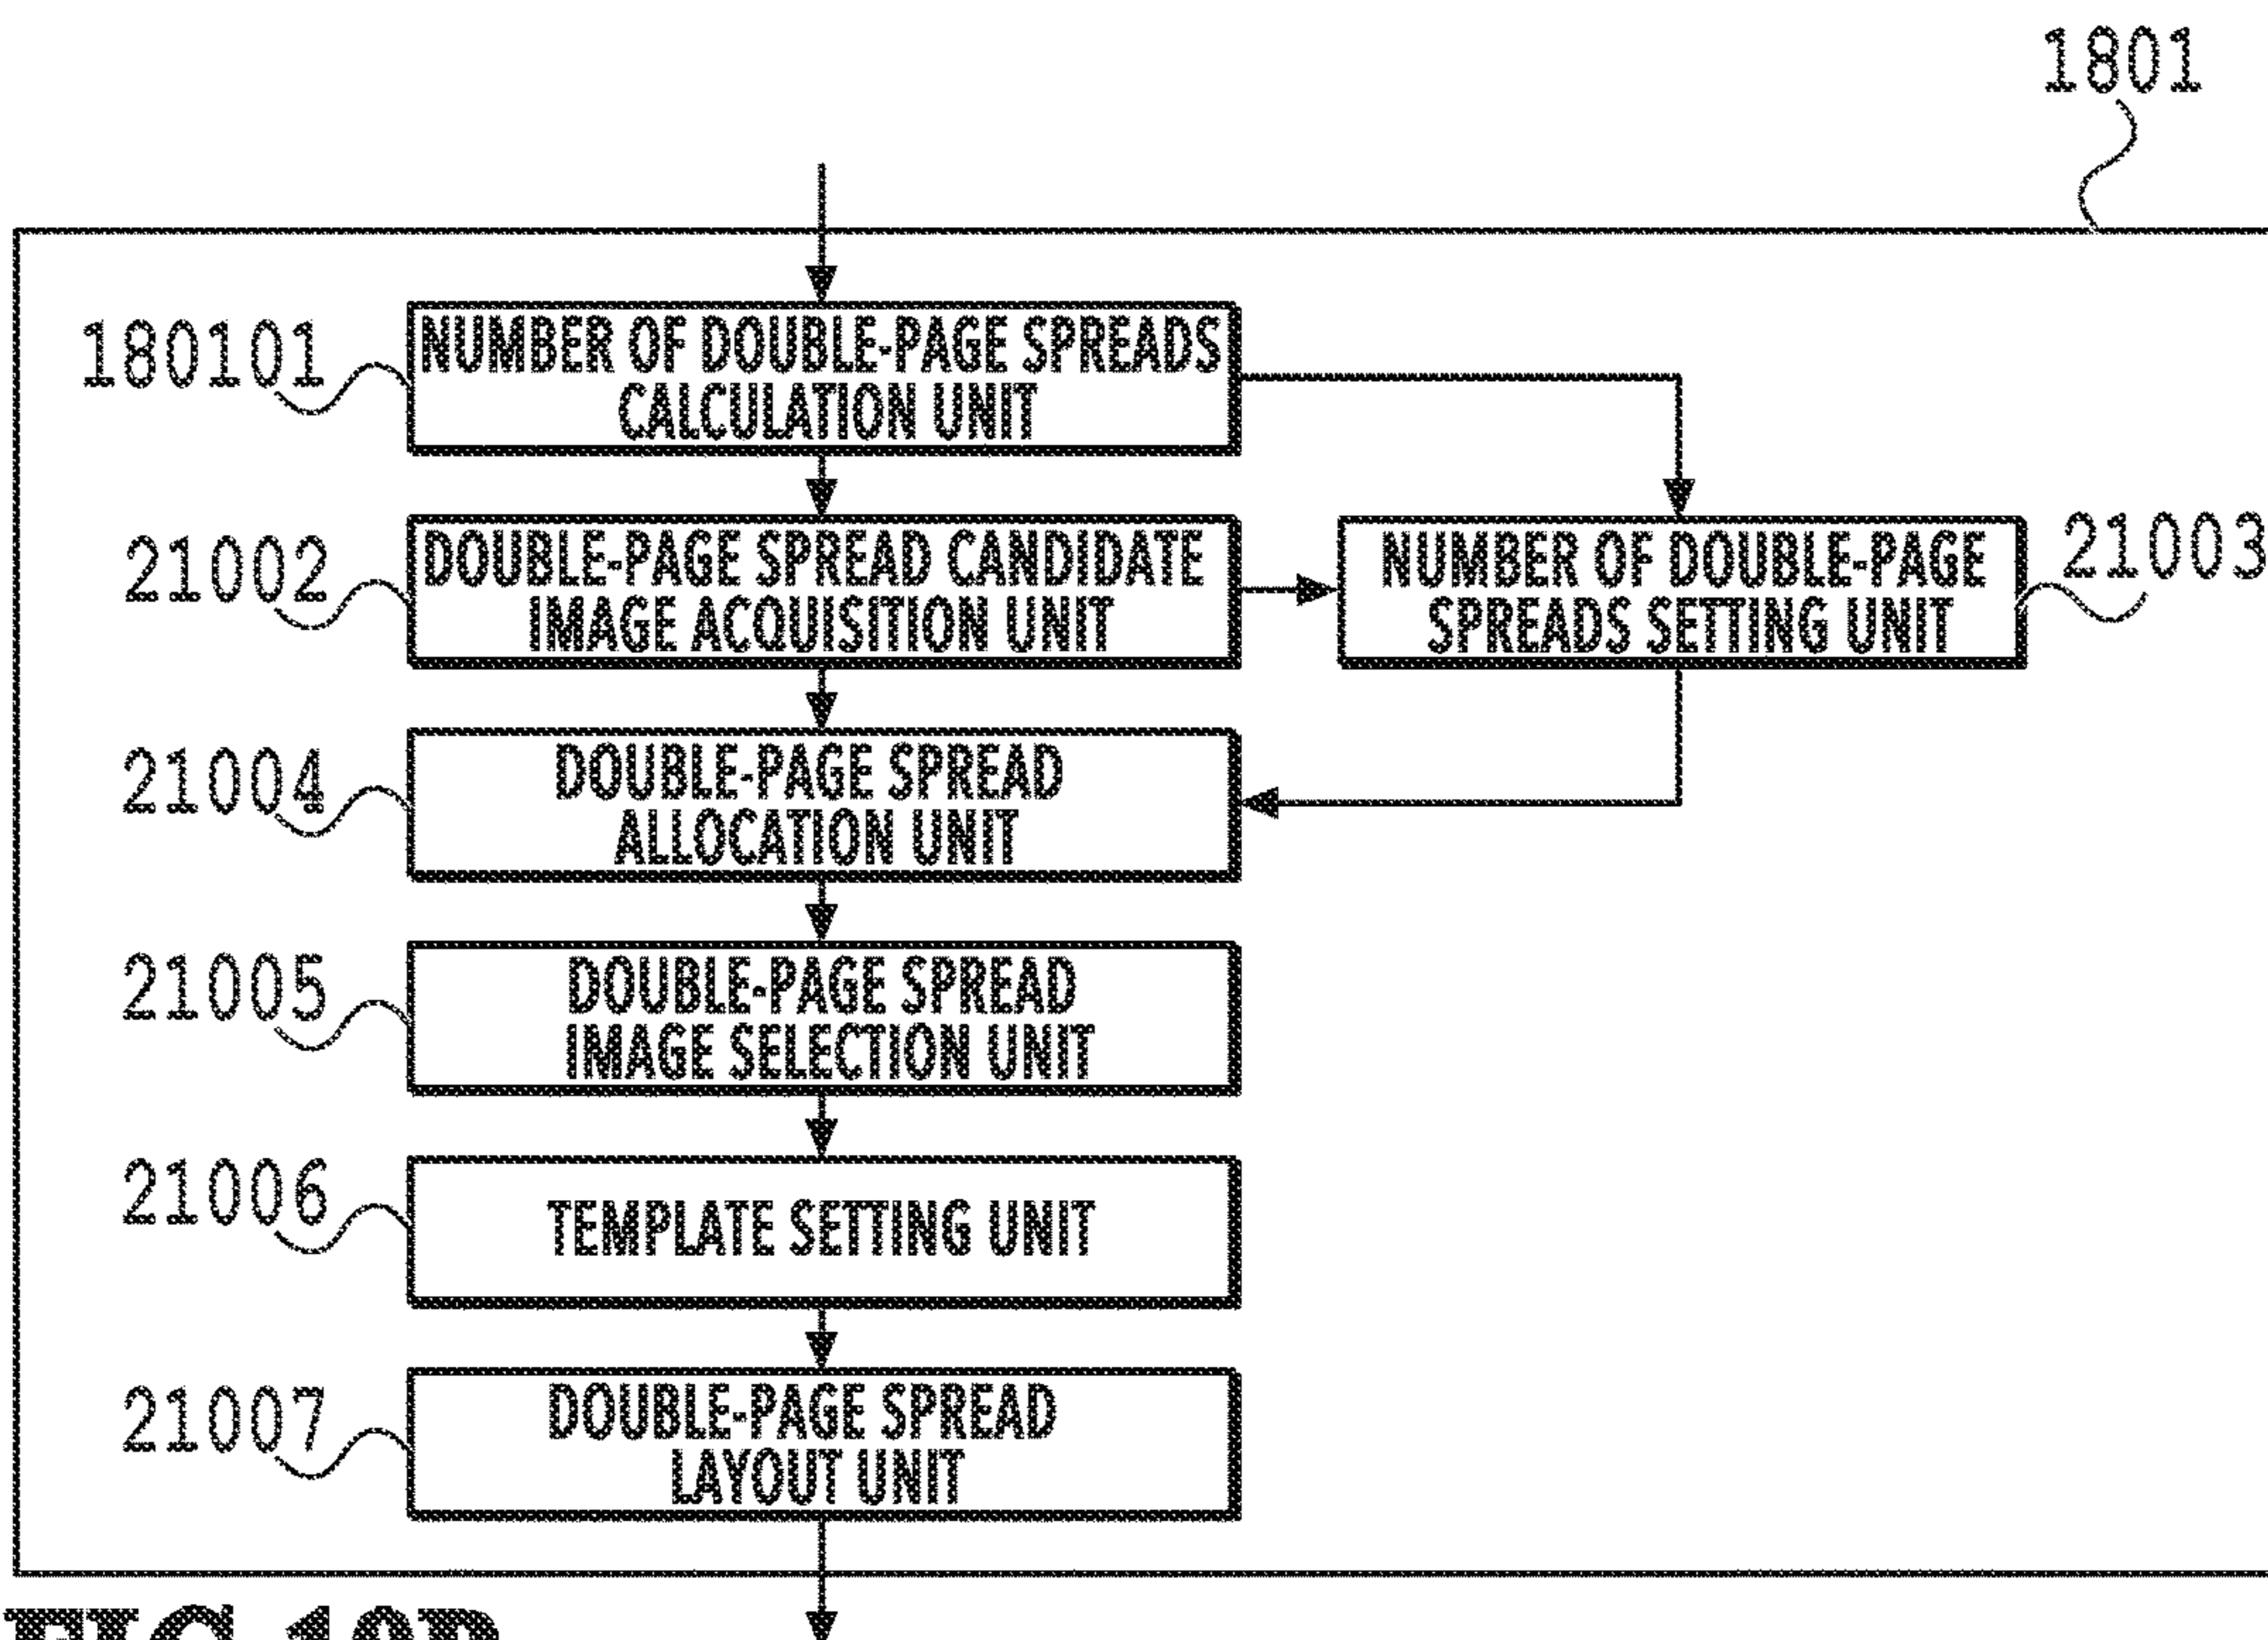 1801
180101
NUMBER OF DOUBLE-PAGE SPREADS
CALCULATION UNIT
21002
DOUBLE-PAGE SPREAD CANDIDATE
IMAGE ACQUISITION UNIT
NUMBER OF DOUBLE-PAGE
SPREADS SETTING UNIT
21003
21004
DOUBLE-PAGE SPREAD
ALLOCATION UNIT
21005
DOUBLE-PAGE SPREAD
IMAGE SELECTION UNIT
21006
TEMPLATE SETTING UNIT
21007
DOUBLE-PAGE SPREAD
LAYOUT UNIT